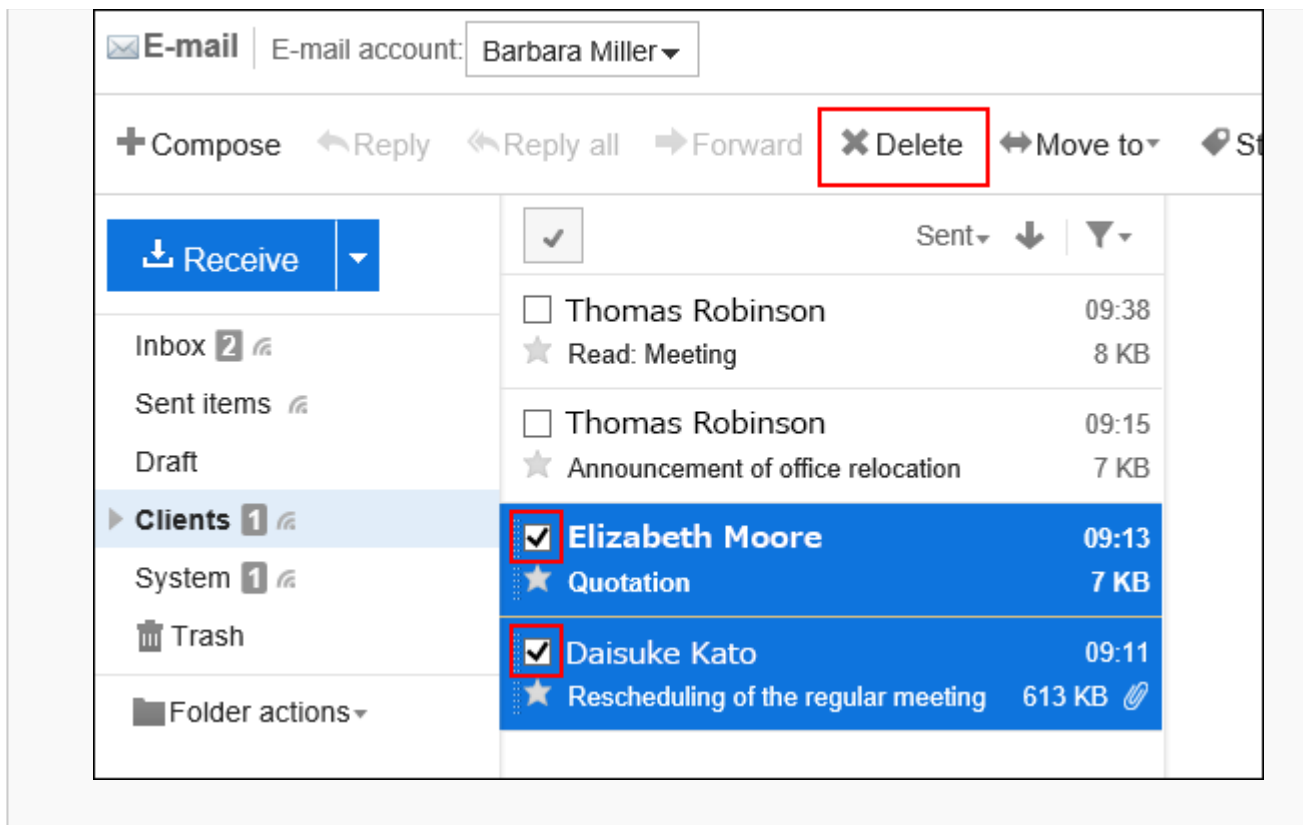 E-mail E-mail account: Barbara Miller
Compose Reply Reply all Forward Delete Move to St
Receive
Inbox 2
Sent items
Draft
Clients 1
System 1
Trash
Folder actions
Sent
Thomas Robinson 09:38
Read: Meeting 8 KB
Thomas Robinson 09:15
Announcement of office relocation 7 KB
Elizabeth Moore 09:13
Quotation 7 KB
Daisuke Kato 09:11
Rescheduling of the regular meeting 613 KB